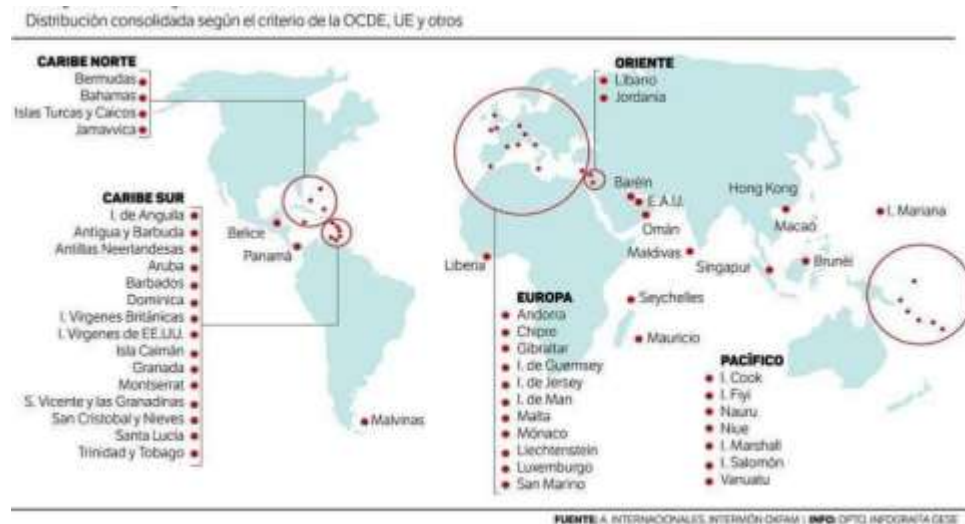 Distribución consolidada según el criterio de la OCDE, UE y otros
CARIBE NORTE
Bermudas
Bahamas
Islas Turcas y Caicos
Jamavvica
CARIBE SUR
I. de Anguila
Antigua y Barbuda
Antillas Neerlandesas
Aruba
Barbados
Dominica
I. Vírgenes Británicas
I. Vírgenes de EE.UU.
Isla Caimán
Granada
Montserrat
S. Vicente y las Granadinas
San Cristobal y Nieves
Santa Lucía
Trinidad y Tobago
Belice
Panamá
Malvinas
ORIENTE
Líbano
Jordania
Baréin
E.A.U.
Omán
Liberia
Maldivas
Seychelles
Mauricio
Hong Kong
Macaó
I. Mariana
Singapur
Brunéi
EUROPA
Andorra
Chipre
Gibraltar
I. de Guernsey
I. de Jersey
I. de Man
Malta
Mónaco
Liechtenstein
Luxemburgo
San Marino
PACÍFICO
I. Cook
I. Fiyi
Nauru
Niue
I. Marshall
I. Salomón
Vanuatu
FUENTE: A. INTERNACIONALES, INTERMÓN OXFAM | INFO: DPTO. INFOGRAFÍA